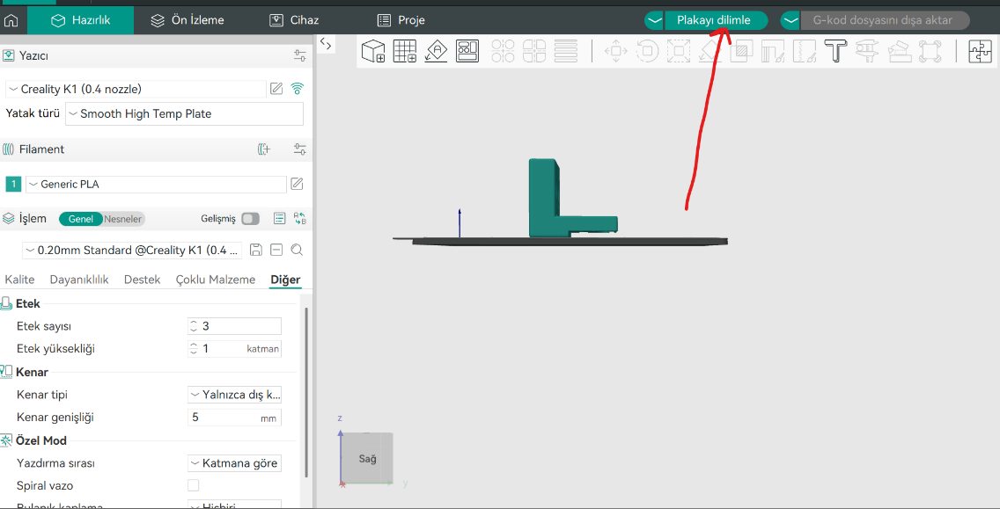 Hazırlık Ön İzleme Cihaz Proje Plakayı dilimle G-kod dosyasını dışa aktar
Yazıcı
Creality K1 (0.4 nozzle)
Yatak türü Smooth High Temp Plate
Filament
1 Generic PLA
İşlem Genel Nesneler Gelişmiş
0.20mm Standard @Creality K1 (0.4 ...
Kalite Dayanıklılık Destek Çoklu Malzeme Diğer
Etek
Etek sayısı 3
Etek yüksekliği 1 katman
Kenar
Kenar tipi Yalnızca dış k...
Kenar genişliği 5 mm
Özel Mod
Yazdırma sırası Katmana göre
Spiral vazo
Bulanık kaplama Hiçbiri
z
Sağ
y